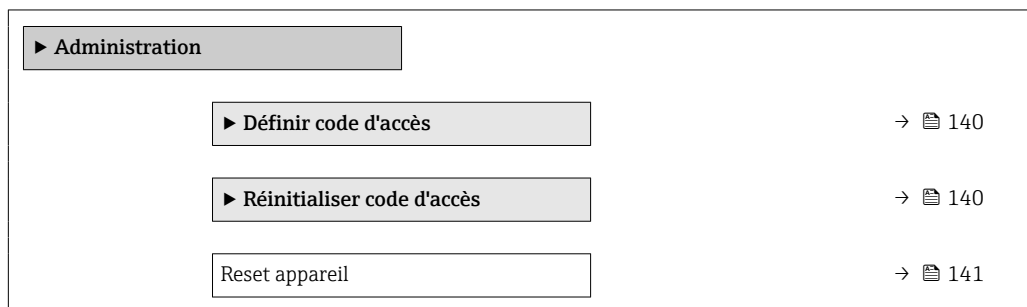 ▶ Administration
▶ Définir code d'accès → 140
▶ Réinitialiser code d'accès → 140
Reset appareil → 141